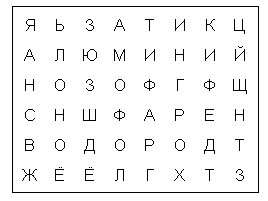 Я Ь З А Т И К Ц
А Л Ю М И Н И Й
Н О З О Ф Г Ф Щ
С Н Ш Ф А Р Е Н
В О Д О Р О Д Т
Ж Ё Ё Л Г Х Т З